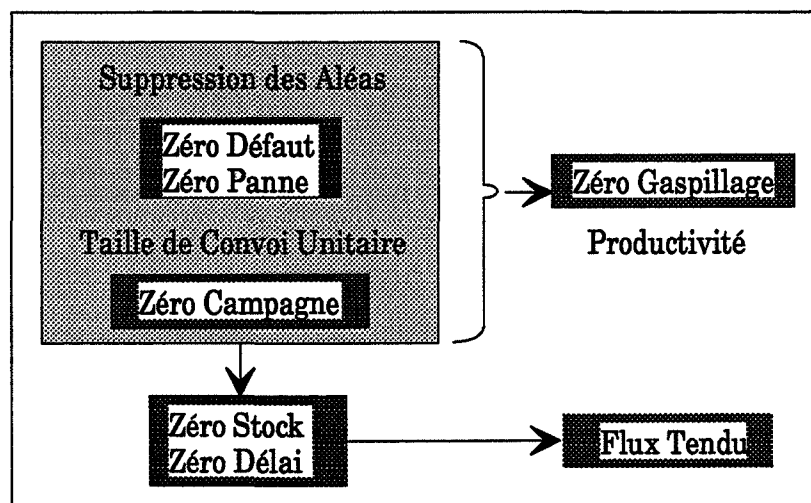 Suppression des Aléas
Zéro Défaut
Zéro Panne
Zéro Gaspillage
Taille de Convoi Unitaire
Productivité
Zéro Campagne
Zéro Stock
Zéro Délai
Flux Tendu